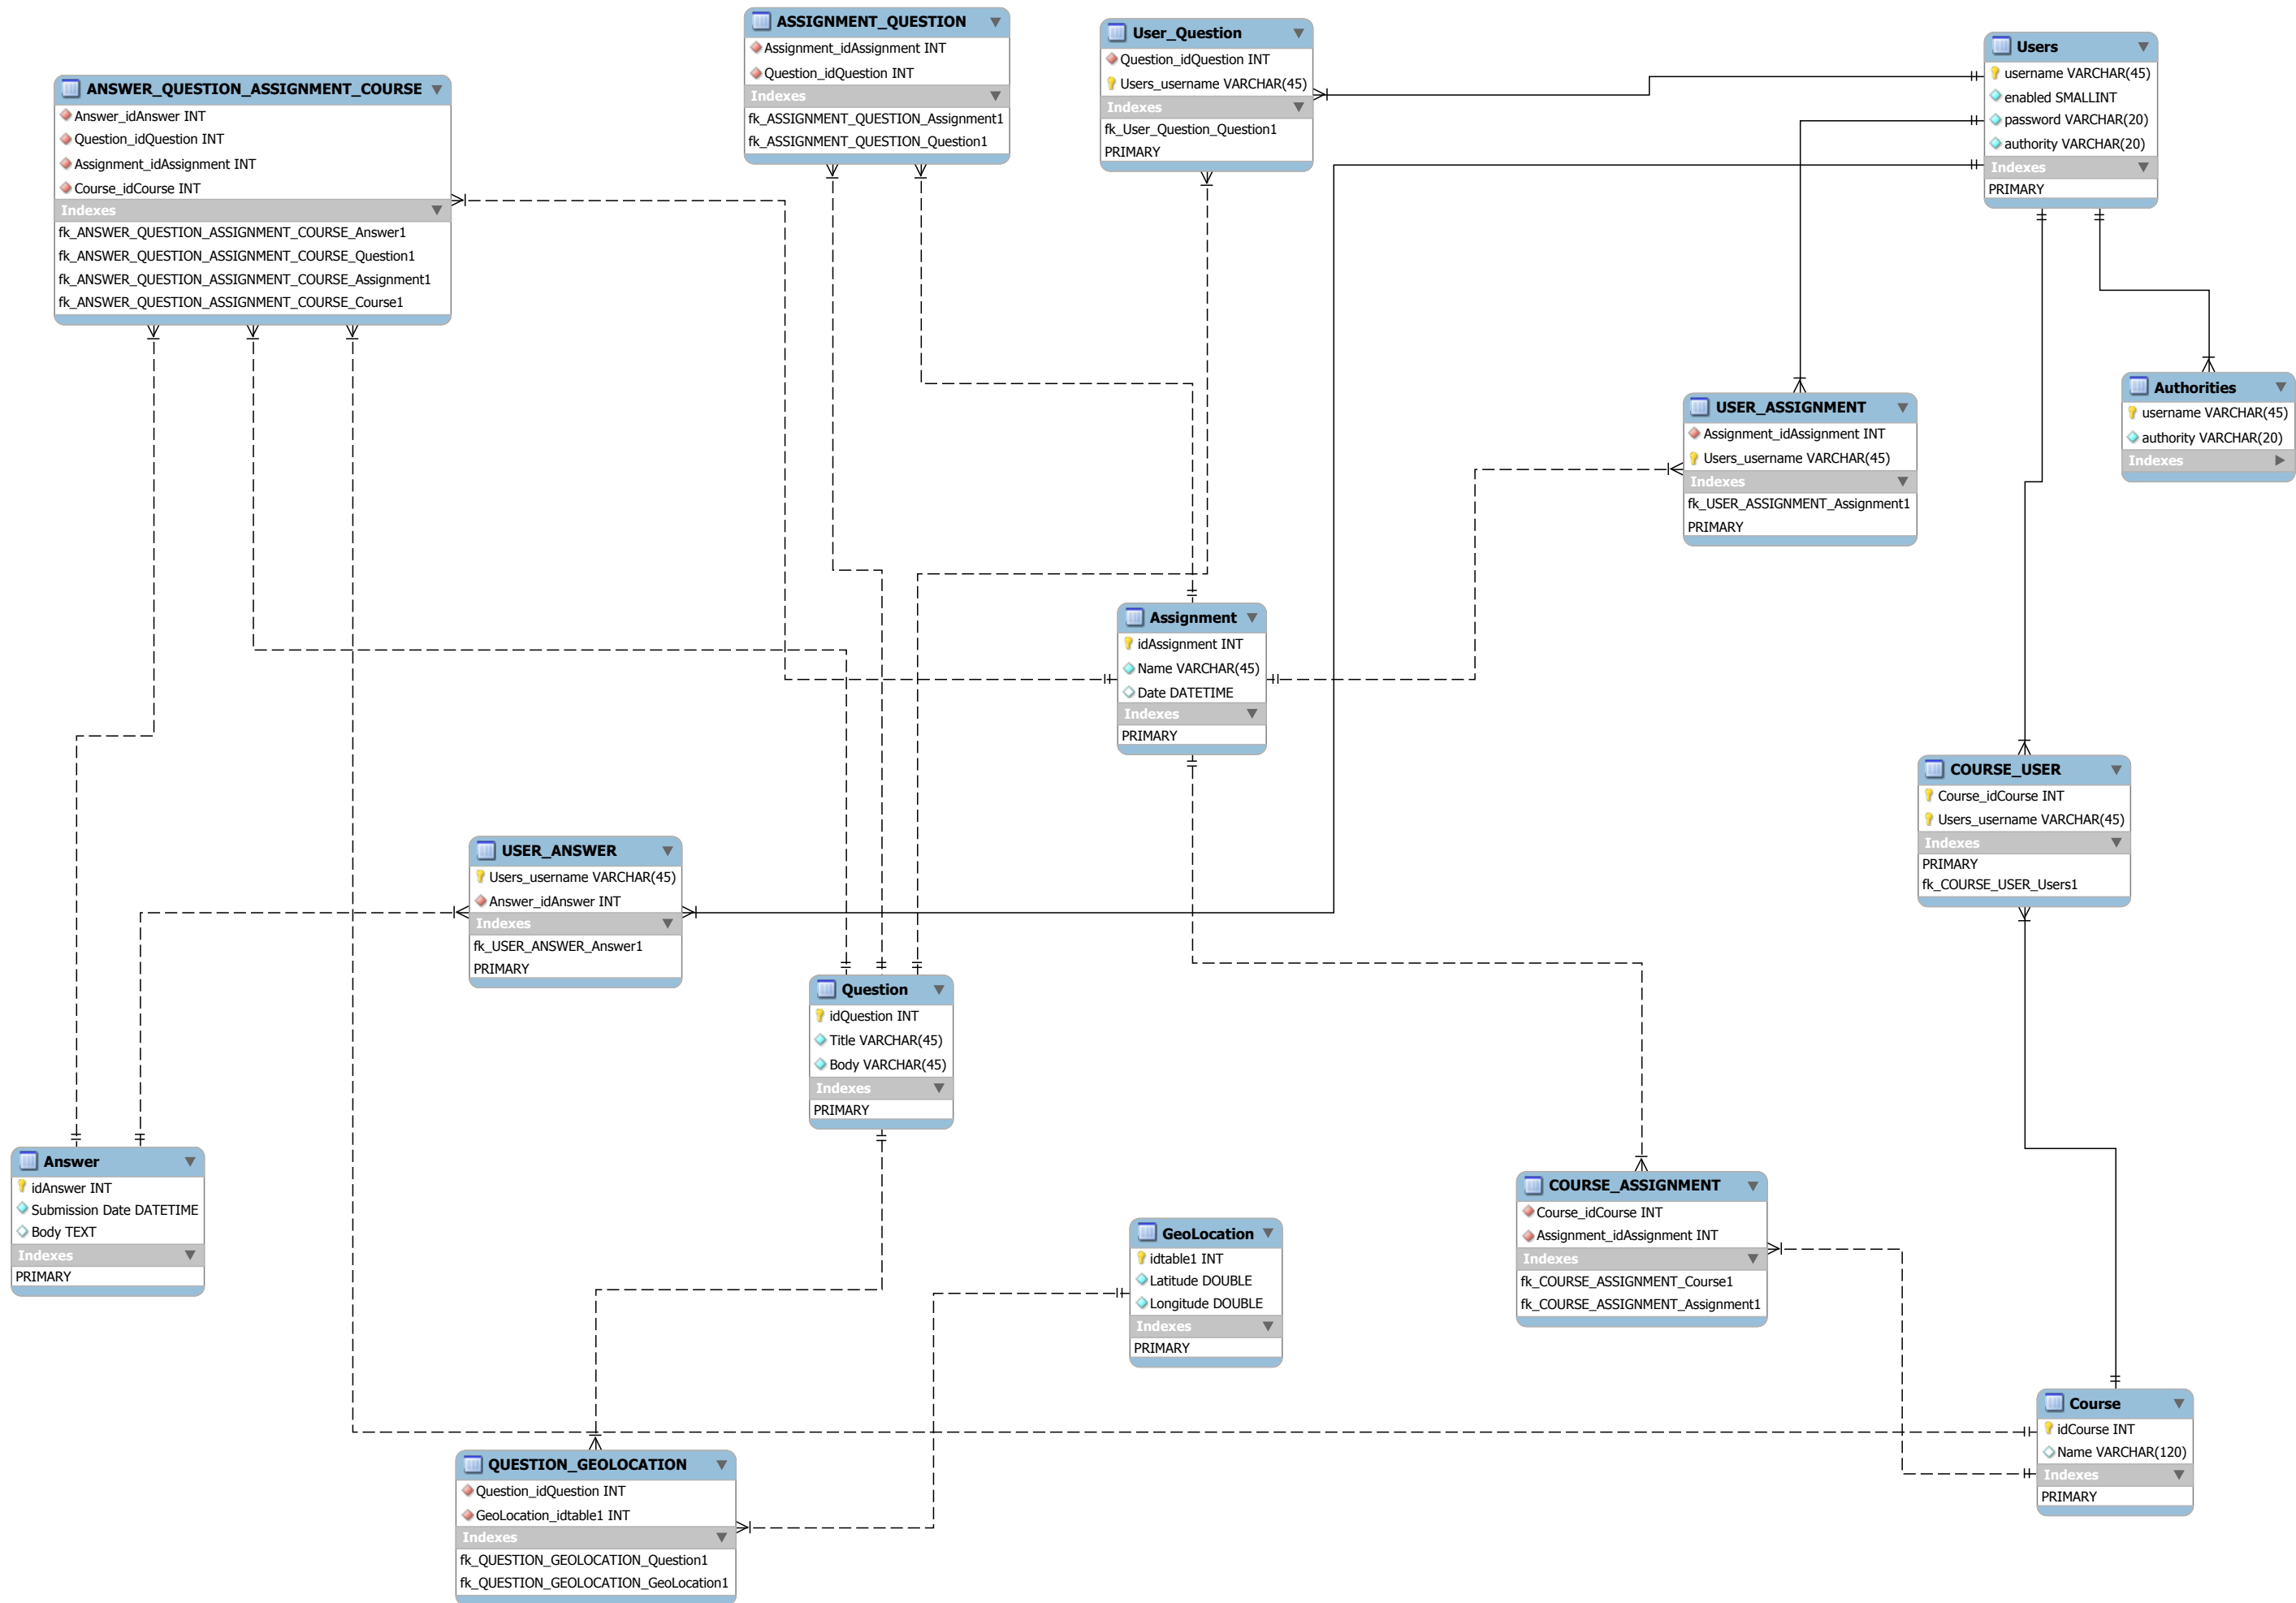 ASSIGNMENT_QUESTION
Assignment_idAssignment INT
Question_idQuestion INT
Indexes
fk_ASSIGNMENT_QUESTION_Assignment1
fk_ASSIGNMENT_QUESTION_Question1
User_Question
Question_idQuestion INT
Users_username VARCHAR(45)
Indexes
fk_User_Question_Question1
PRIMARY
Users
username VARCHAR(45)
enabled SMALLINT
password VARCHAR(20)
authority VARCHAR(20)
Indexes
PRIMARY
ANSWER_QUESTION_ASSIGNMENT_COURSE
Answer_idAnswer INT
Question_idQuestion INT
Assignment_idAssignment INT
Course_idCourse INT
Indexes
fk_ANSWER_QUESTION_ASSIGNMENT_COURSE_Answer1
fk_ANSWER_QUESTION_ASSIGNMENT_COURSE_Question1
fk_ANSWER_QUESTION_ASSIGNMENT_COURSE_Assignment1
fk_ANSWER_QUESTION_ASSIGNMENT_COURSE_Course1
Authorities
username VARCHAR(45)
authority VARCHAR(20)
Indexes
USER_ASSIGNMENT
Assignment_idAssignment INT
Users_username VARCHAR(45)
Indexes
fk_USER_ASSIGNMENT_Assignment1
PRIMARY
Assignment
idAssignment INT
Name VARCHAR(45)
Date DATETIME
Indexes
PRIMARY
COURSE_USER
Course_idCourse INT
Users_username VARCHAR(45)
Indexes
PRIMARY
fk_COURSE_USER_Users1
USER_ANSWER
Users_username VARCHAR(45)
Answer_idAnswer INT
Indexes
fk_USER_ANSWER_Answer1
PRIMARY
Question
idQuestion INT
Title VARCHAR(45)
Body VARCHAR(45)
Indexes
PRIMARY
Answer
idAnswer INT
Submission Date DATETIME
Body TEXT
Indexes
PRIMARY
COURSE_ASSIGNMENT
Course_idCourse INT
Assignment_idAssignment INT
Indexes
fk_COURSE_ASSIGNMENT_Course1
fk_COURSE_ASSIGNMENT_Assignment1
GeoLocation
idtable1 INT
Latitude DOUBLE
Longitude DOUBLE
Indexes
PRIMARY
Course
idCourse INT
Name VARCHAR(120)
Indexes
PRIMARY
QUESTION_GEOLOCATION
Question_idQuestion INT
GeoLocation_idtable1 INT
Indexes
fk_QUESTION_GEOLOCATION_Question1
fk_QUESTION_GEOLOCATION_GeoLocation1